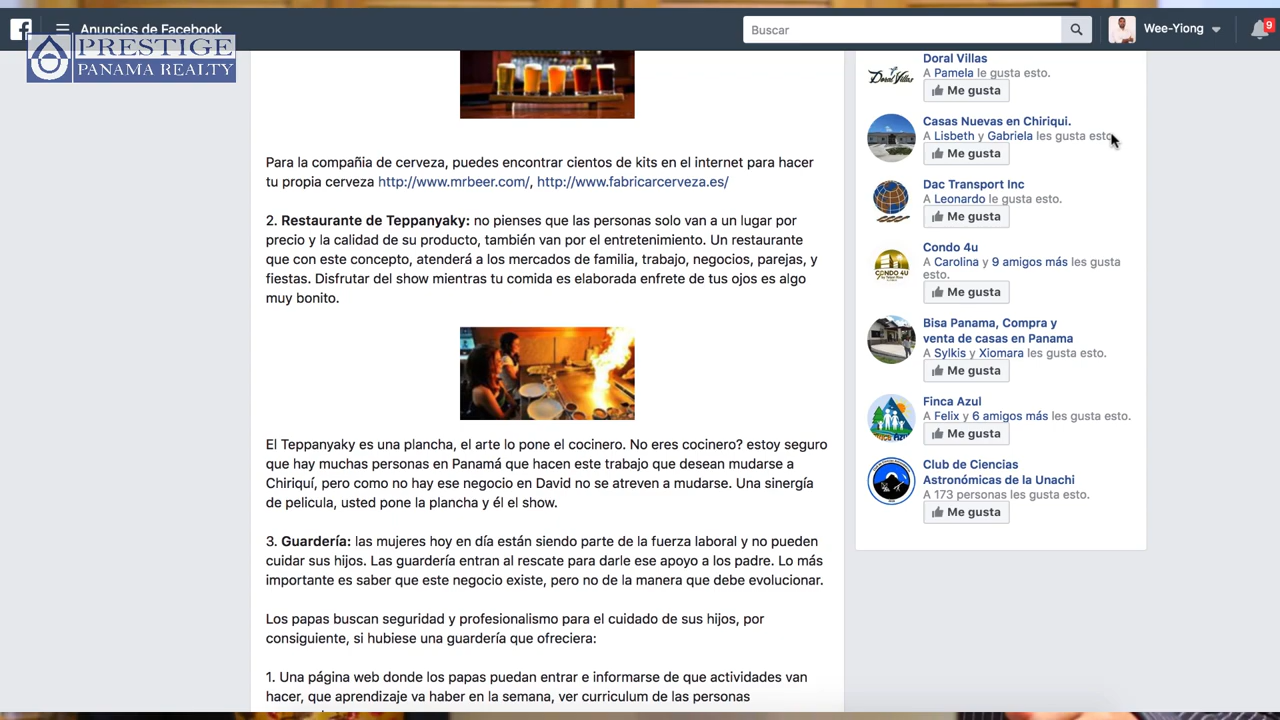 Anuncios de Facebook
Buscar
Wee-Yiong
9
PRESTIGE
PANAMA REALTY
Para la compañia de cerveza, puedes encontrar cientos de kits en el internet para hacer
tu propia cerveza http://www.mrbeer.com/, http://www.fabricarcerveza.es/
2. Restaurante de Teppanyaky: no pienses que las personas solo van a un lugar por
precio y la calidad de su producto, también van por el entretenimiento. Un restaurante
que con este concepto, atenderá a los mercados de familia, trabajo, negocios, parejas, y
fiestas. Disfrutar del show mientras tu comida es elaborada enfrete de tus ojos es algo
muy bonito.
El Teppanyaky es una plancha, el arte lo pone el cocinero. No eres cocinero? estoy seguro
que hay muchas personas en Panamá que hacen este trabajo que desean mudarse a
Chiriquí, pero como no hay ese negocio en David no se atreven a mudarse. Una sinergía
de pelicula, usted pone la plancha y él el show.
3. Guardería: las mujeres hoy en día están siendo parte de la fuerza laboral y no pueden
cuidar sus hijos. Las guardería entran al rescate para darle ese apoyo a los padre. Lo más
importante es saber que este negocio existe, pero no de la manera que debe evolucionar.
Los papas buscan seguridad y profesionalismo para el cuidado de sus hijos, por
consiguiente, si hubiese una guardería que ofreciera:
1. Una página web donde los papas puedan entrar e informarse de que actividades van
hacer, que aprendizaje va haber en la semana, ver curriculum de las personas
Doral Villas
Doral Villas
A Pamela le gusta esto.
Me gusta
Casas Nuevas en Chiriqui.
A Lisbeth y Gabriela les gusta esto.
Me gusta
Dac Transport Inc
A Leonardo le gusta esto.
Me gusta
Condo 4u
CONDO 4U
A Carolina y 9 amigos más les gusta
esto.
Me gusta
Bisa Panama, Compra y
venta de casas en Panama
A Sylkis y Xiomara les gusta esto.
Me gusta
Finca Azul
A Felix y 6 amigos más les gusta esto.
Me gusta
Club de Ciencias
Astronómicas de la Unachi
A 173 personas les gusta esto.
Me gusta